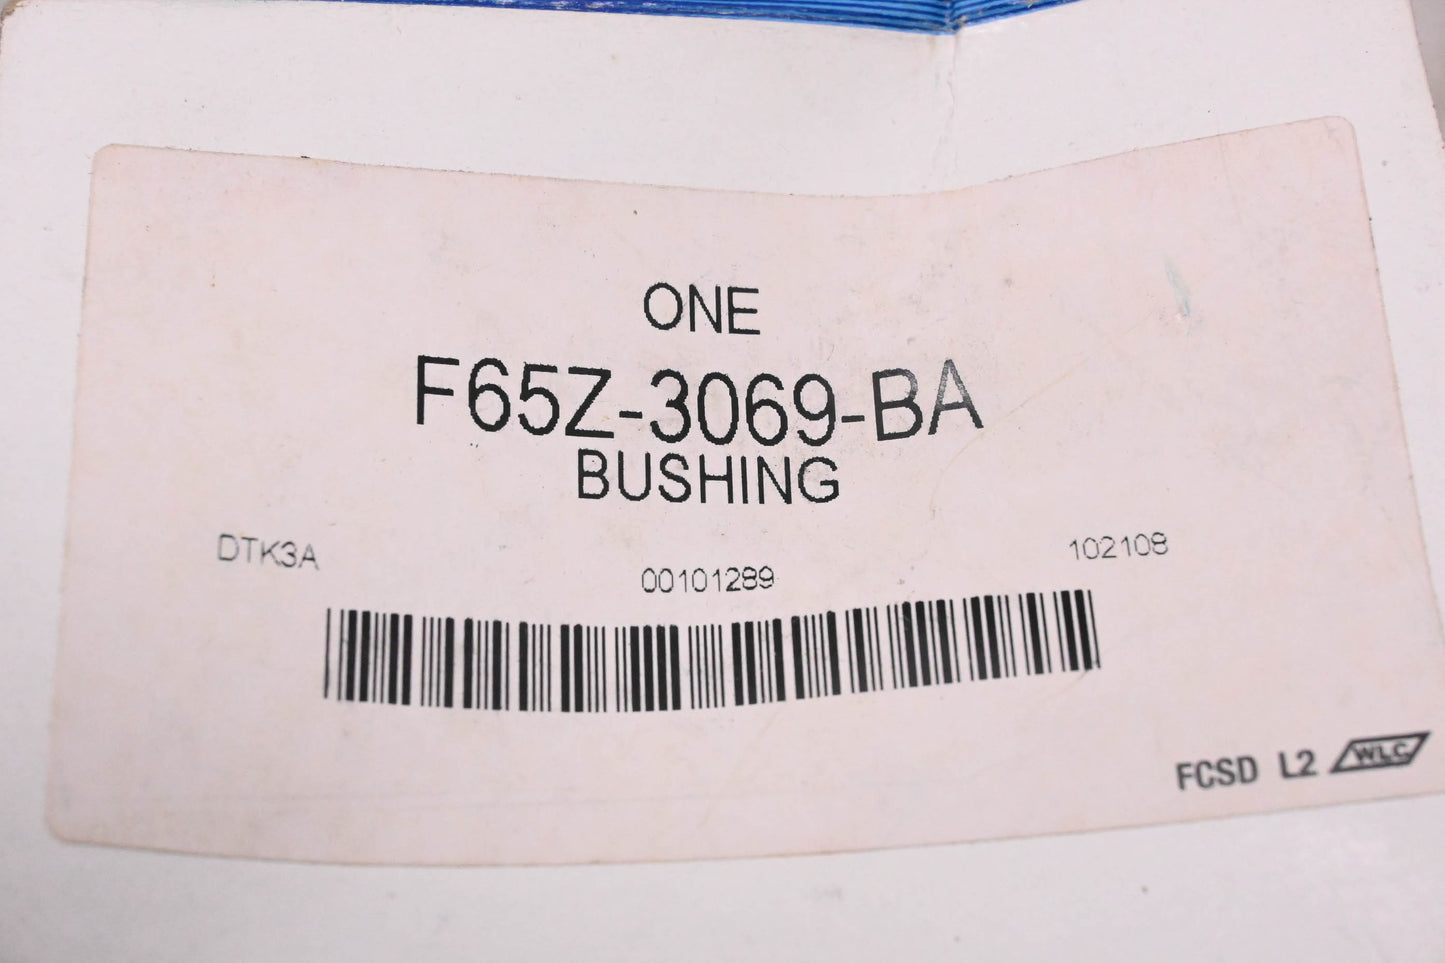 ONE
F65Z-3069-BA
BUSHING
DTK3A
00101289
102108
FCSD L2 WLC